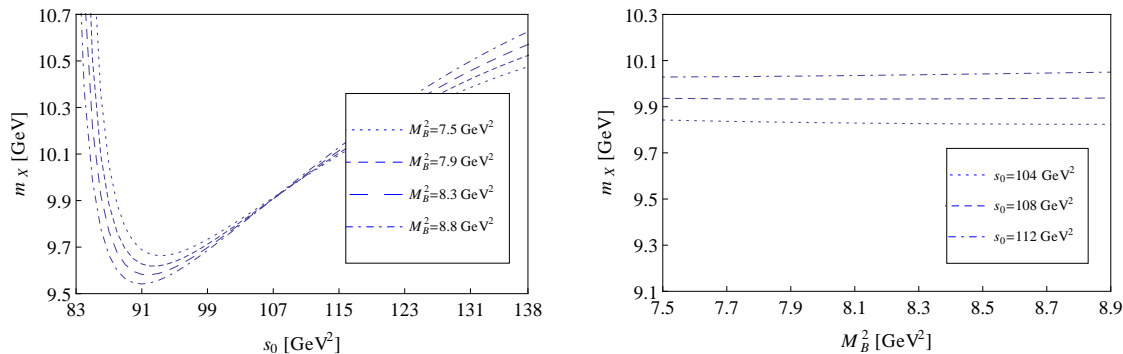 10.7
10.5
10.3
10.1
9.9
9.7
9.5
m_X [GeV]
83 91 99 107 115 123 131 138
s_0 [GeV^2]
M_B^2=7.5 GeV^2
M_B^2=7.9 GeV^2
M_B^2=8.3 GeV^2
M_B^2=8.8 GeV^2
10.3
10.1
9.9
9.7
9.5
9.3
9.1
m_X [GeV]
7.5 7.7 7.9 8.1 8.3 8.5 8.7 8.9
M_B^2 [GeV^2]
s_0=104 GeV^2
s_0=108 GeV^2
s_0=112 GeV^2